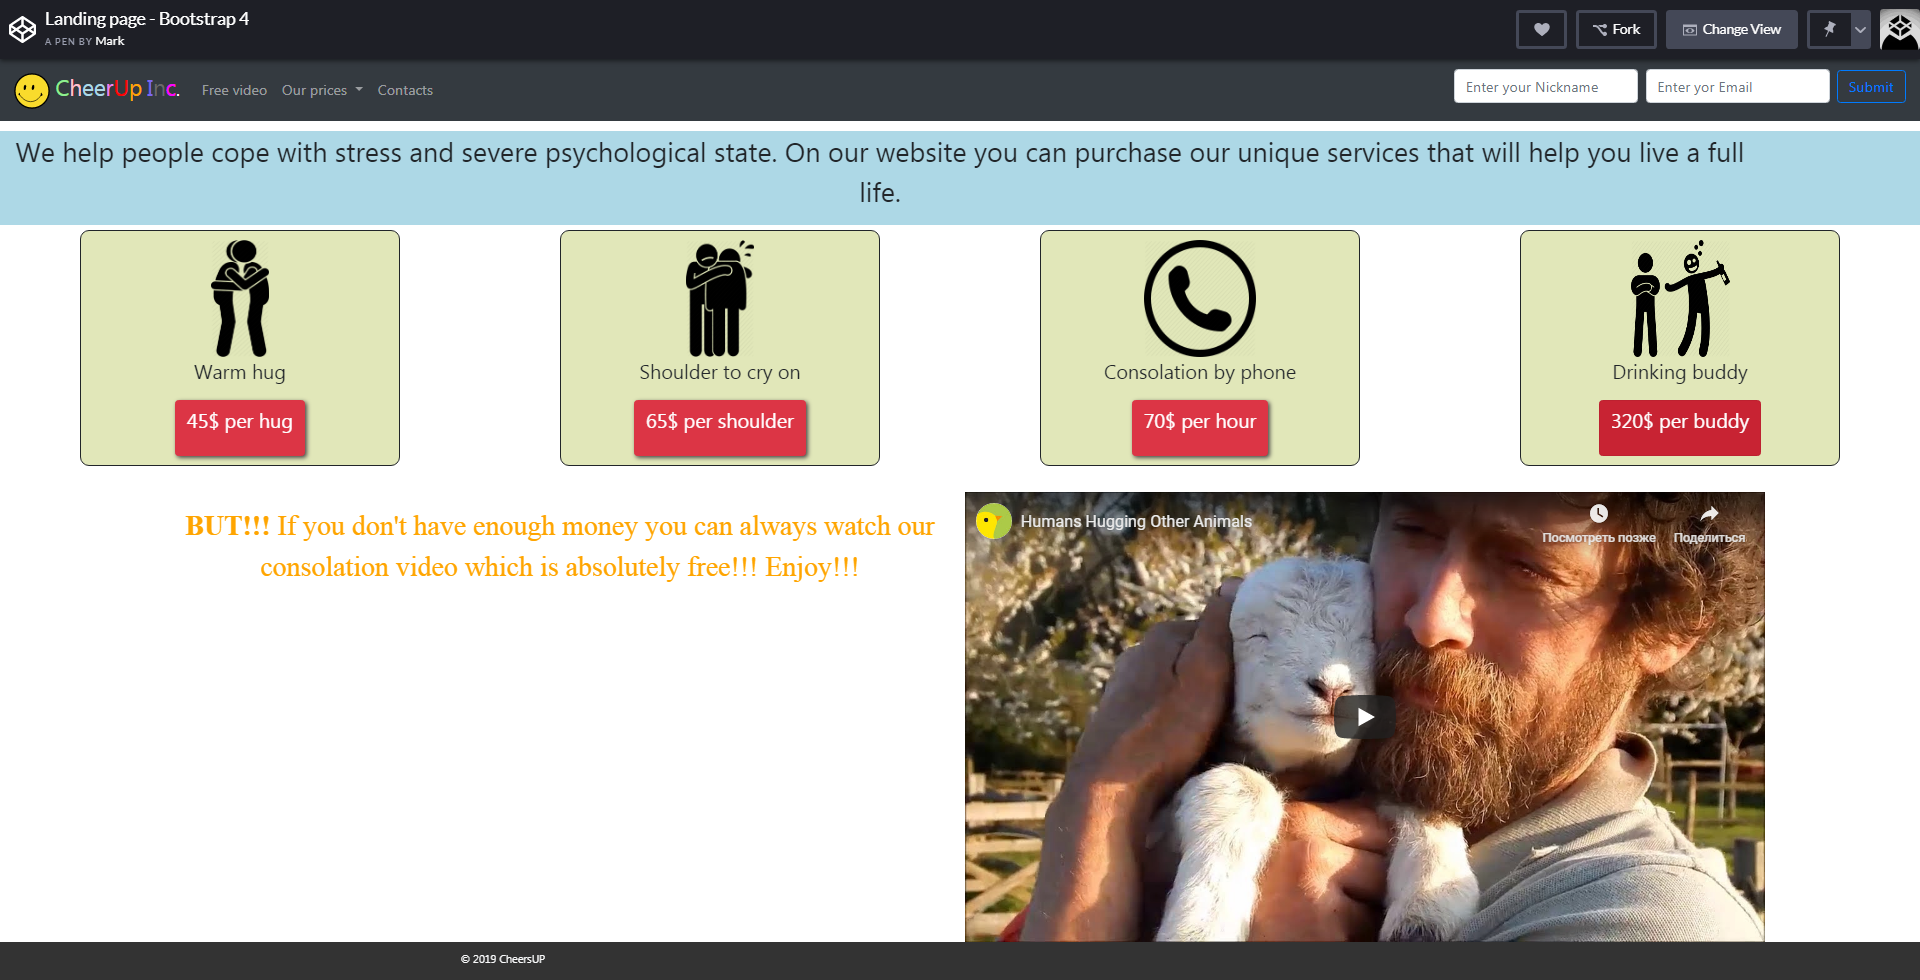 Landing page - Bootstrap 4
A PEN BY Mark
Fork
Change View
CheerUp Inc.
Free video
Our prices
Contacts
Enter your Nickname
Enter yor Email
Submit
We help people cope with stress and severe psychological state. On our website you can purchase our unique services that will help you live a full
life.
Warm hug
45$ per hug
Shoulder to cry on
65$ per shoulder
Consolation by phone
70$ per hour
Drinking buddy
320$ per buddy
BUT!!! If you don't have enough money you can always watch our
consolation video which is absolutely free!!! Enjoy!!!
Humans Hugging Other Animals
Посмотреть позже
Поделиться
© 2019 CheersUP